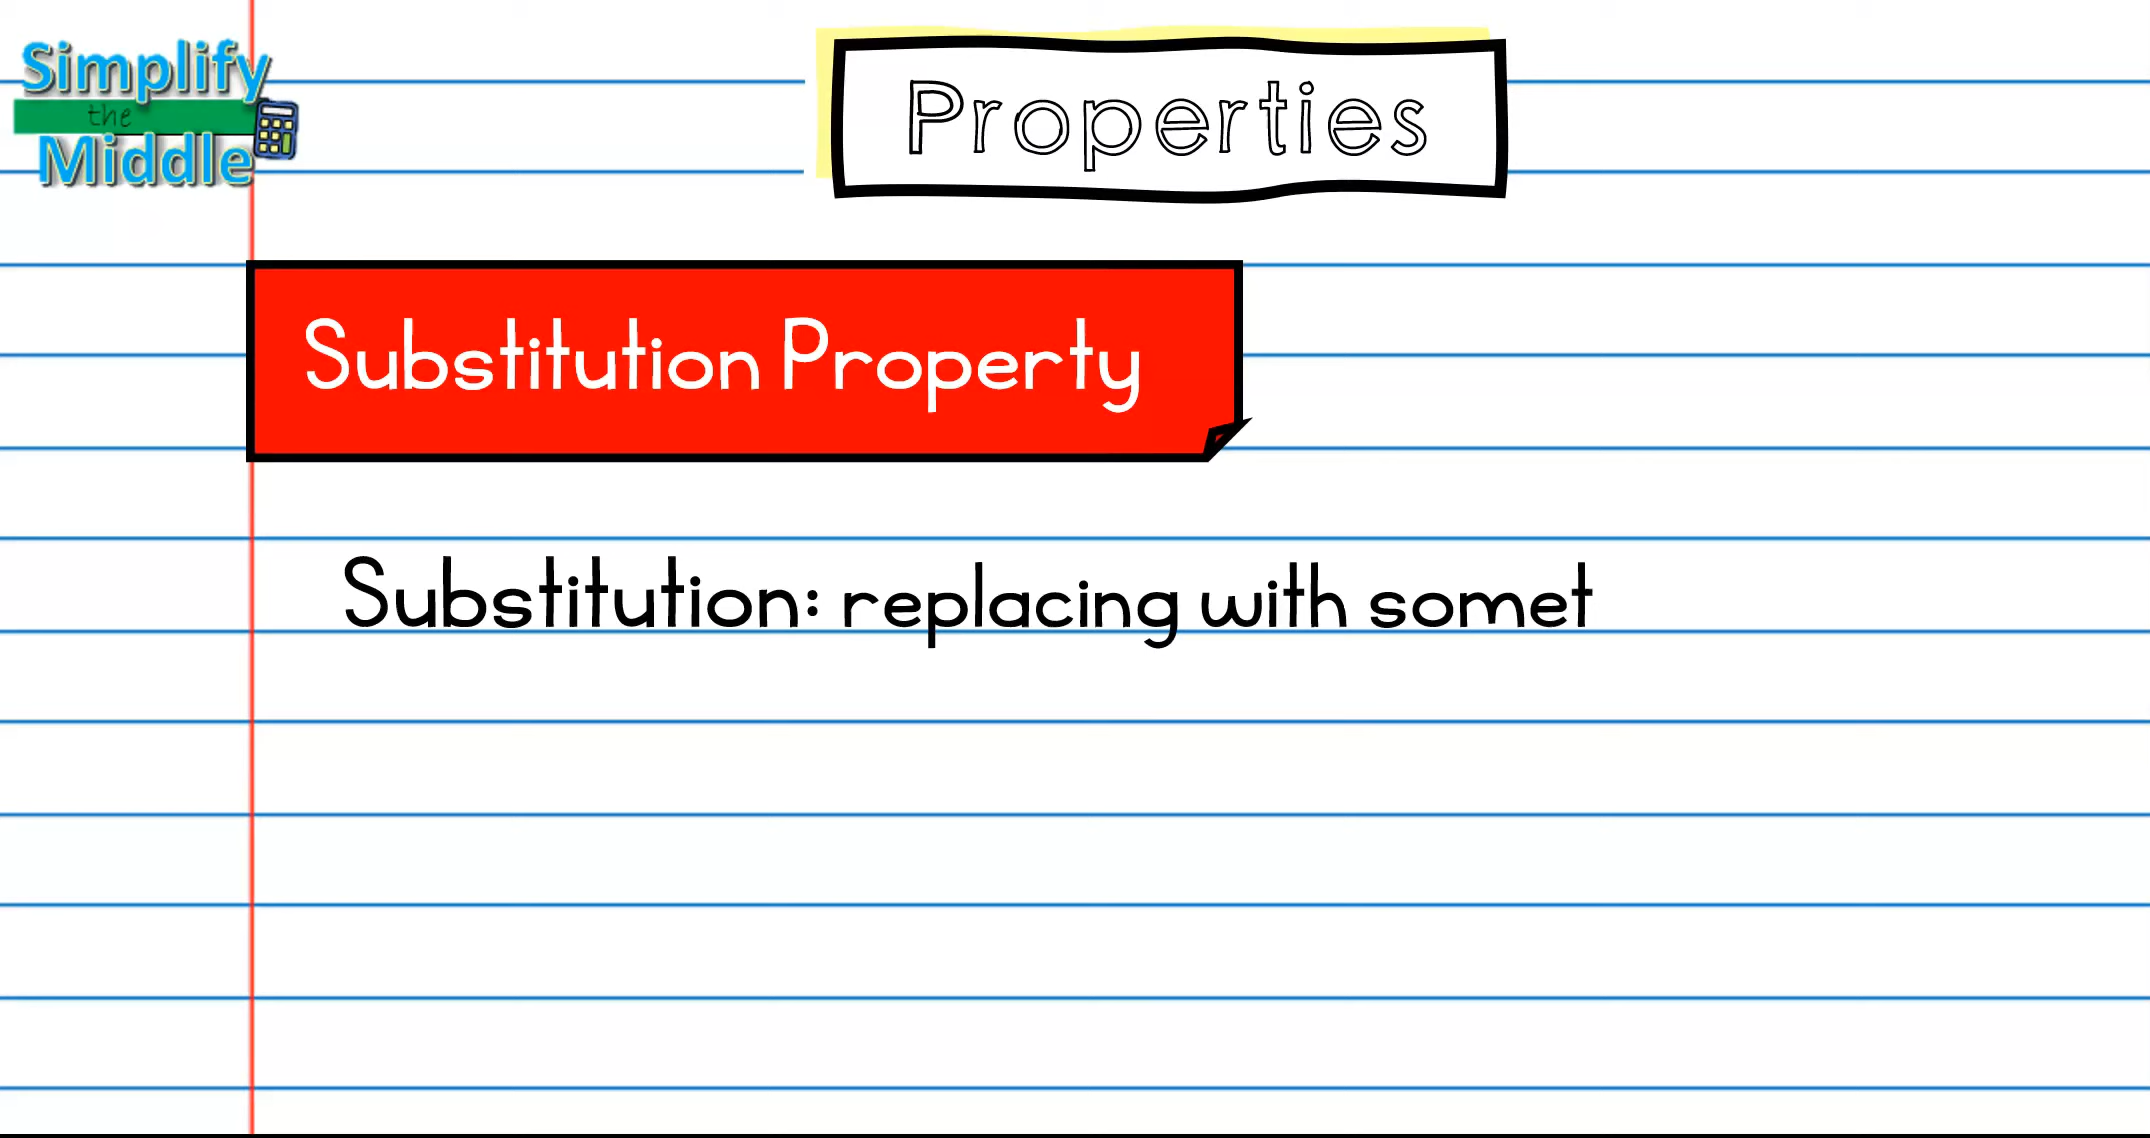 Simplify
the
Middle
Properties
Substitution Property
Substitution: replacing with somet